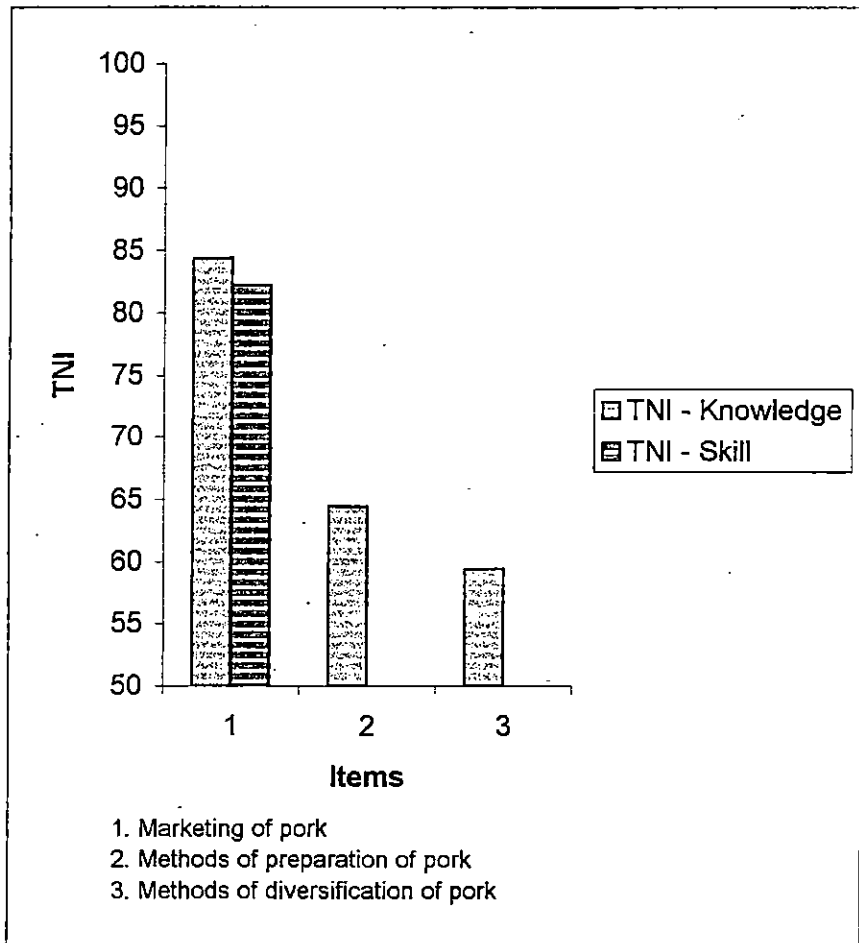 100
95
90
85
80
75
70
65
60
55
50
TNI
1 2 3
Items
TNI - Knowledge
TNI - Skill
1. Marketing of pork
2. Methods of preparation of pork
3. Methods of diversification of pork